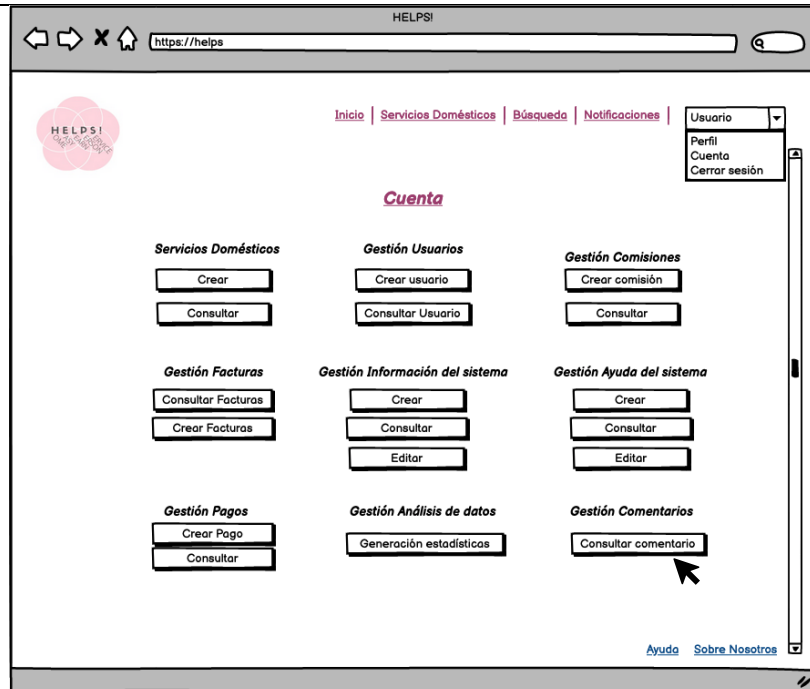 HELPS!
https://helps
HELPS!
Inicio | Servicios Domésticos | Búsqueda | Notificaciones |
Usuario
Perfil
Cuenta
Cerrar sesión
Cuenta
Servicios Domésticos
Crear
Consultar
Gestión Usuarios
Crear usuario
Consultar Usuario
Gestión Comisiones
Crear comisión
Consultar
Gestión Facturas
Consultar Facturas
Crear Facturas
Gestión Información del sistema
Crear
Consultar
Editar
Gestión Ayuda del sistema
Crear
Consultar
Editar
Gestión Pagos
Crear Pago
Consultar
Gestión Análisis de datos
Generación estadísticas
Gestión Comentarios
Consultar comentario
Ayuda
Sobre Nosotros